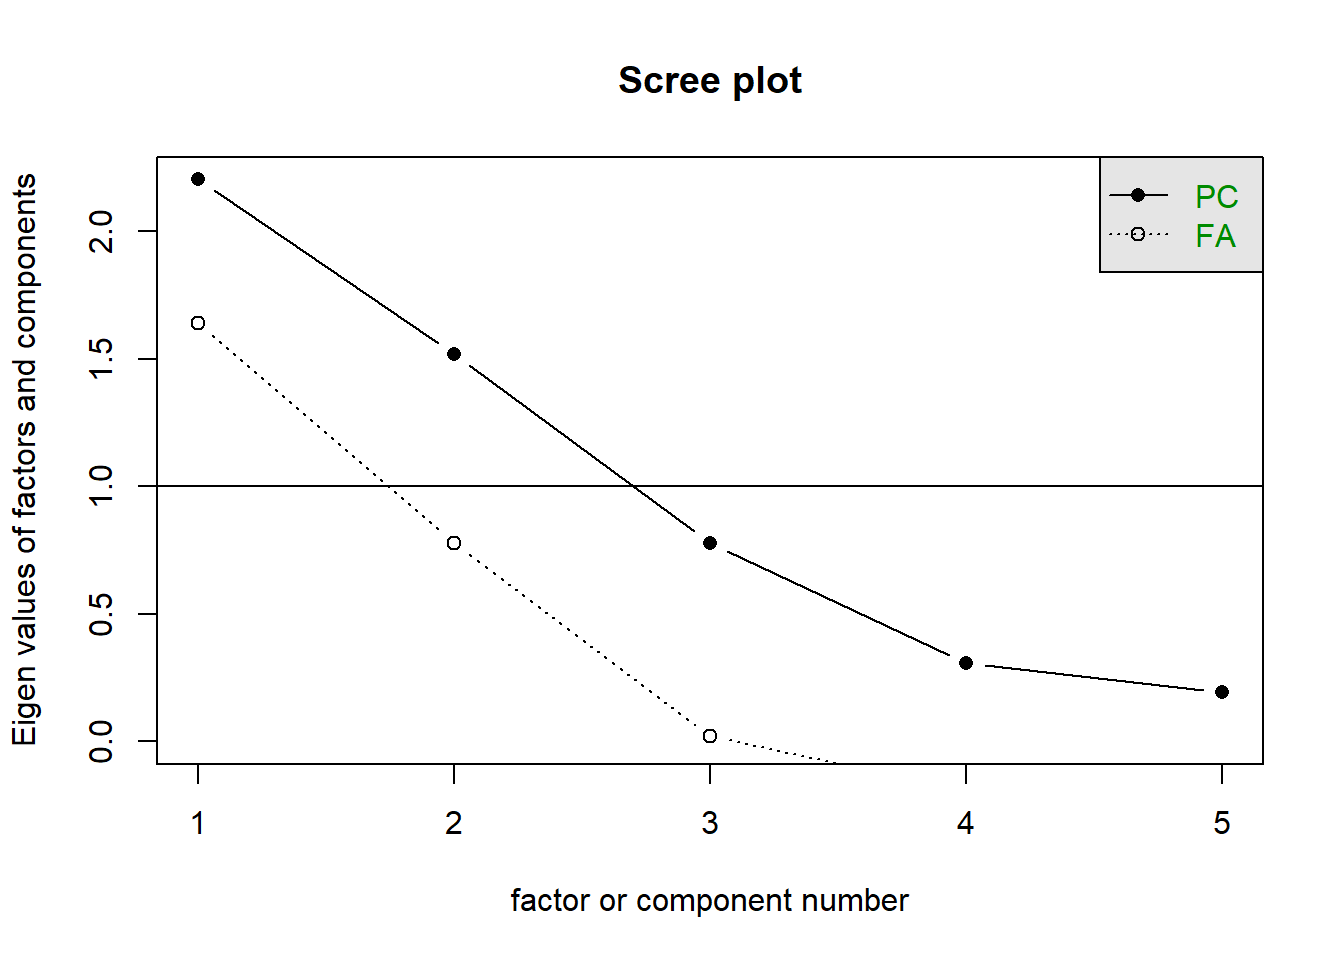 Scree plot
PC
FA
Eigen values of factors and components
2.0
1.5
1.0
0.5
0.0
1 2 3 4 5
factor or component number